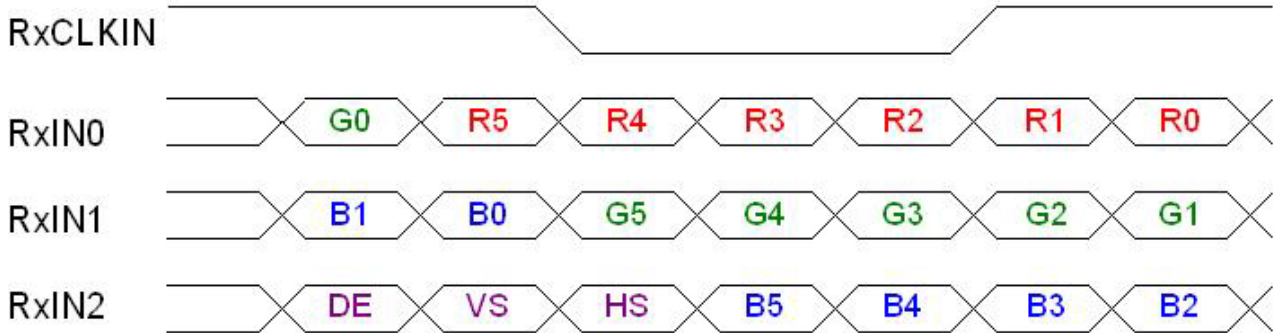 RxCLKIN
RxIN0 G0 R5 R4 R3 R2 R1 R0
RxIN1 B1 B0 G5 G4 G3 G2 G1
RxIN2 DE VS HS B5 B4 B3 B2